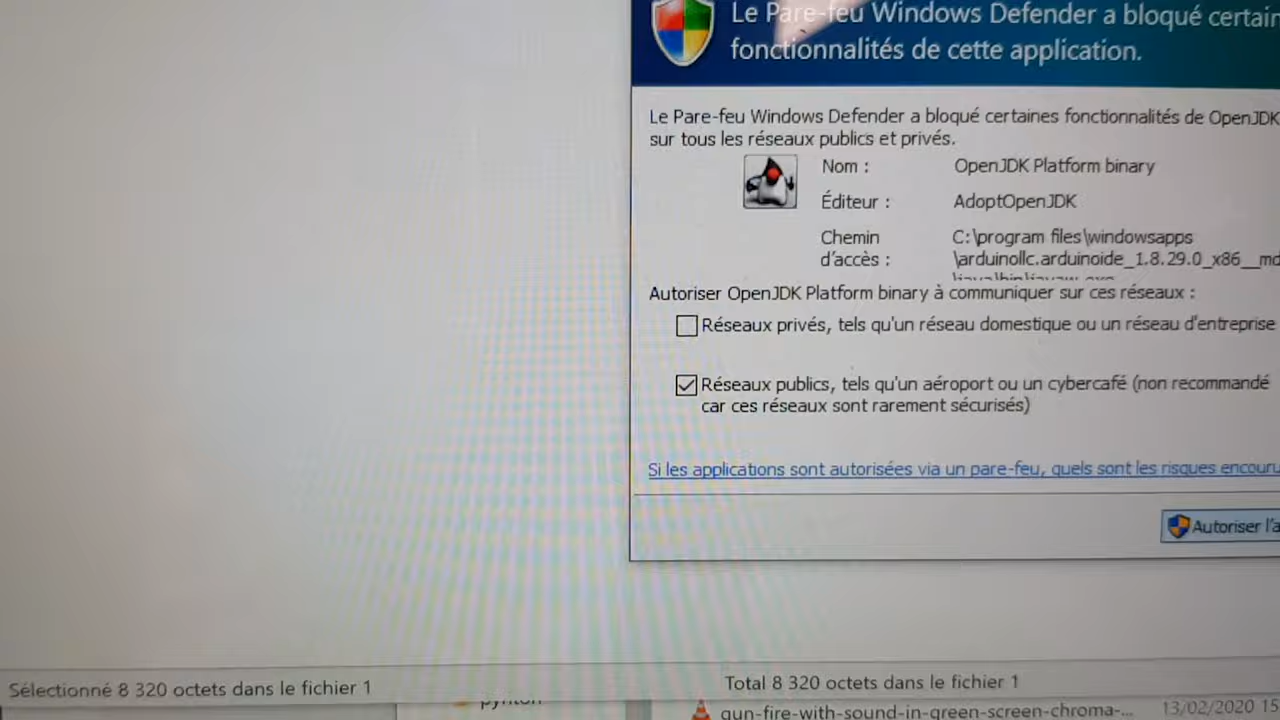 Le Pare-feu Windows Defender a bloqué certain
fonctionnalités de cette application.
Le Pare-feu Windows Defender a bloqué certaines fonctionnalités de OpenJDK
sur tous les réseaux publics et privés.
Nom : OpenJDK Platform binary
Éditeur : AdoptOpenJDK
Chemin C:\program files\windowsapps
d'accès : \arduinollc.arduinoide_1.8.29.0_x86__md
Autoriser OpenJDK Platform binary à communiquer sur ces réseaux :
Réseaux privés, tels qu'un réseau domestique ou un réseau d'entreprise
Réseaux publics, tels qu'un aéroport ou un cybercafé (non recommandé
car ces réseaux sont rarement sécurisés)
Si les applications sont autorisées via un pare-feu, quels sont les risques encouru
Autoriser l'a
Sélectionné 8 320 octets dans le fichier 1
Total 8 320 octets dans le fichier 1
python
gun-fire-with-sound-in-green-screen-chroma-... 13/02/2020 15